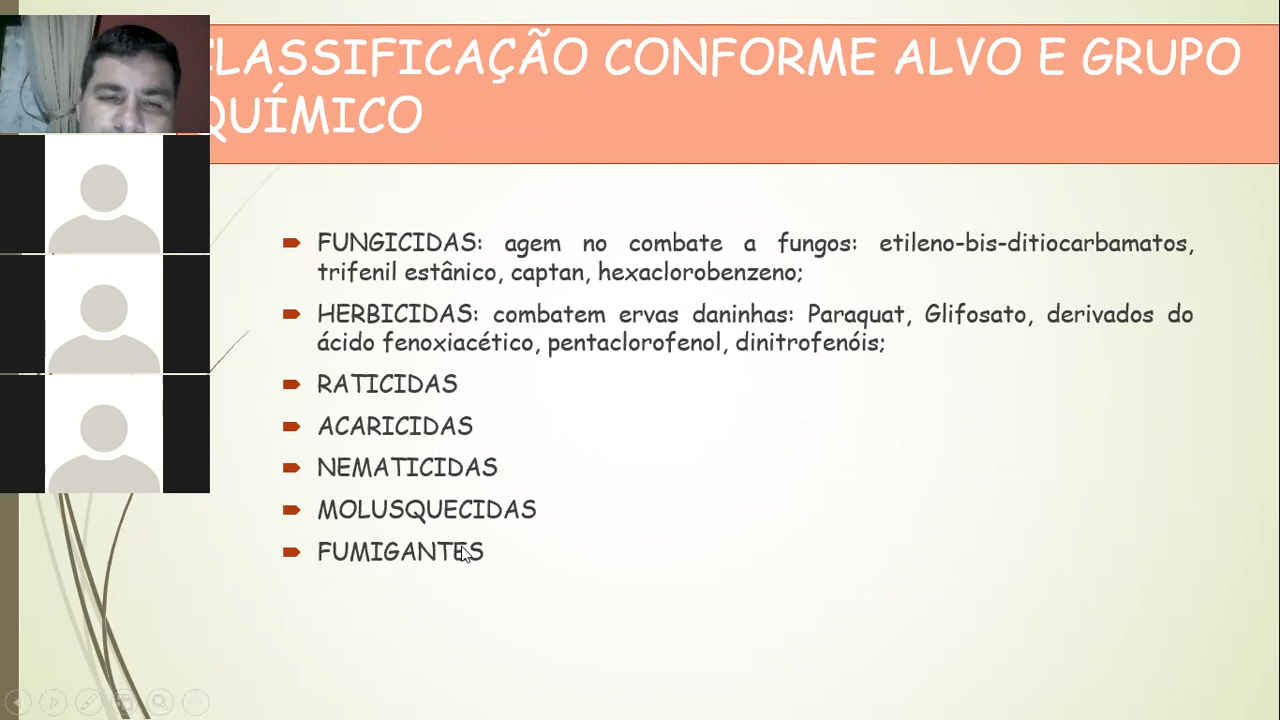 CLASSIFICAÇÃO CONFORME ALVO E GRUPO
QUÍMICO
FUNGICIDAS: agem no combate a fungos: etileno-bis-ditiocarbamatos,
trifenil estânico, captan, hexaclorobenzeno;
HERBICIDAS: combatem ervas daninhas: Paraquat, Glifosato, derivados do
ácido fenoxiacético, pentaclorofenol, dinitrofenóis;
RATICIDAS
ACARICIDAS
NEMATICIDAS
MOLUSQUECIDAS
FUMIGANTES